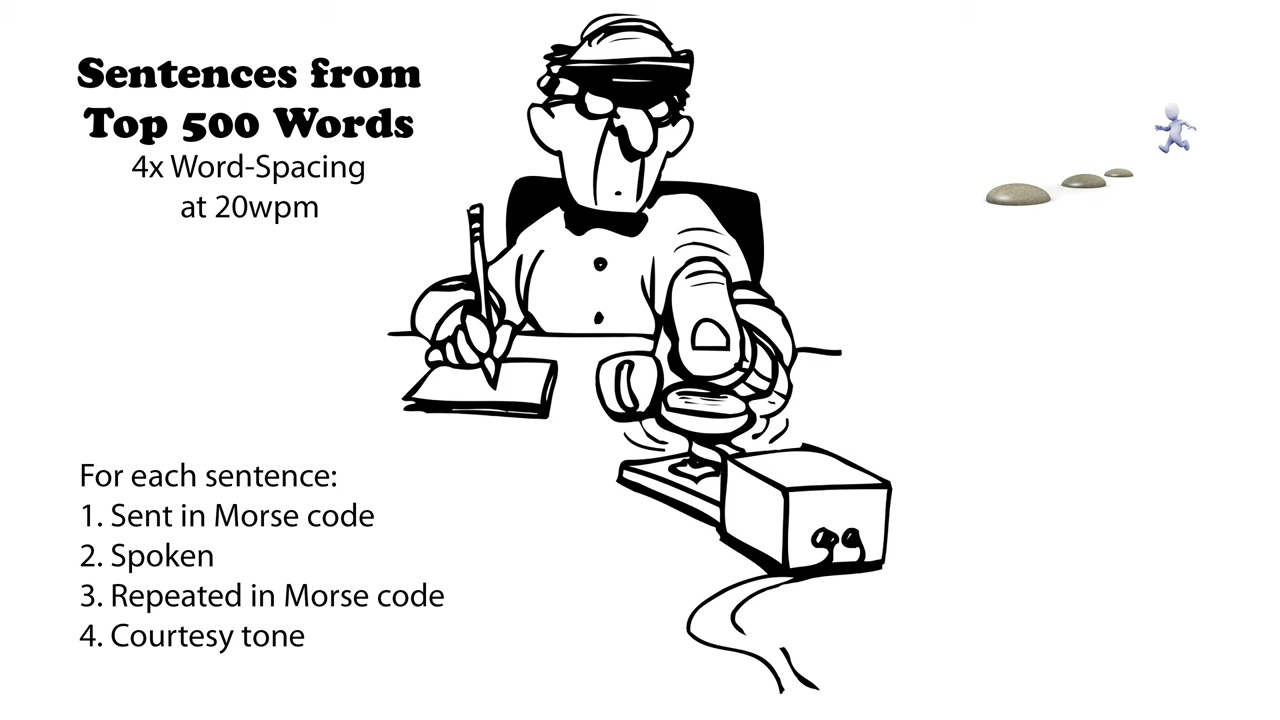 Sentences from
Top 500 Words
4x Word-Spacing
at 20wpm
For each sentence:
1. Sent in Morse code
2. Spoken
3. Repeated in Morse code
4. Courtesy tone